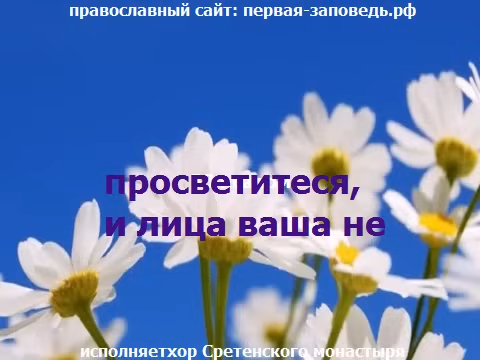 православный сайт: первая-заповедь.рф
просветитеся,
и лица ваша не
исполняетхор Сретенского монастыря